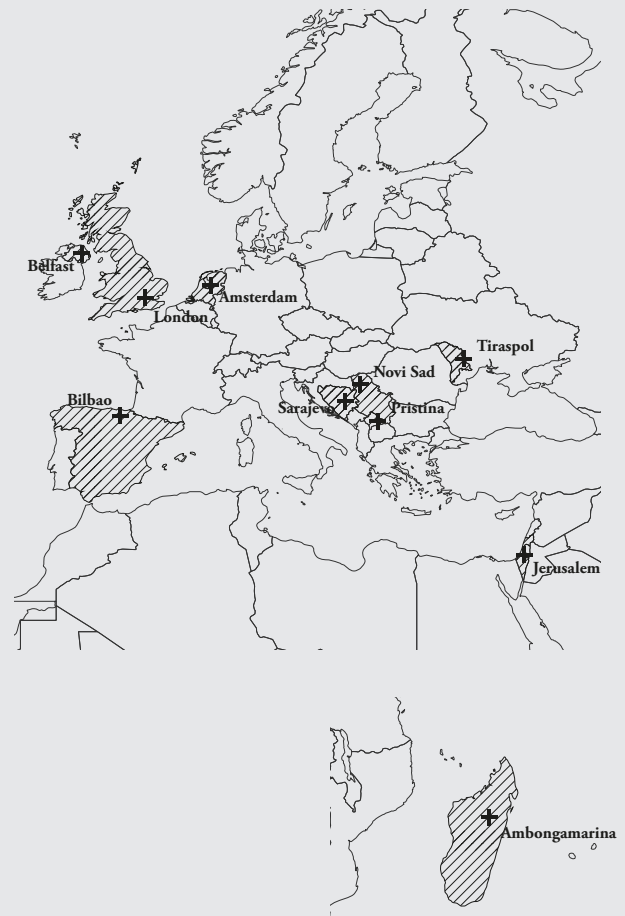 Belfast
Amsterdam
London
Tiraspol
Novi Sad
Bilbao
Sarajevo
Pristina
Jerusalem
Ambongamarina